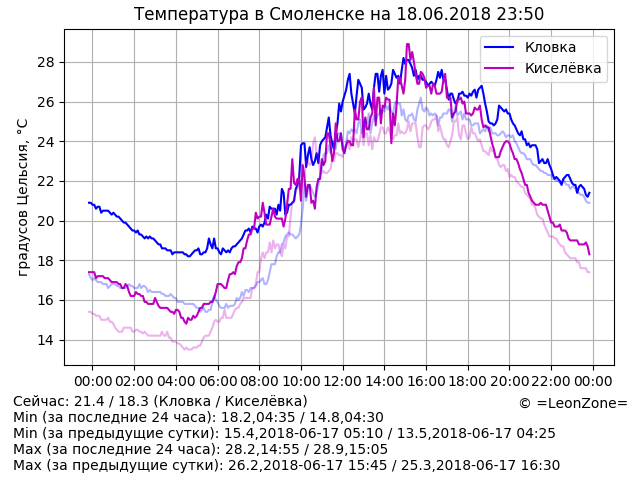 Температура в Смоленске на 18.06.2018 23:50
Кловка
Киселёвка
градусов Цельсия, °C
28
26
24
22
20
18
16
14
00:00 02:00 04:00 06:00 08:00 10:00 12:00 14:00 16:00 18:00 20:00 22:00 00:00
Сейчас: 21.4 / 18.3 (Кловка / Киселёвка)
© =LeonZone=
Min (за последние 24 часа): 18.2,04:35 / 14.8,04:30
Min (за предыдущие сутки): 15.4,2018-06-17 05:10 / 13.5,2018-06-17 04:25
Max (за последние 24 часа): 28.2,14:55 / 28.9,15:05
Max (за предыдущие сутки): 26.2,2018-06-17 15:45 / 25.3,2018-06-17 16:30